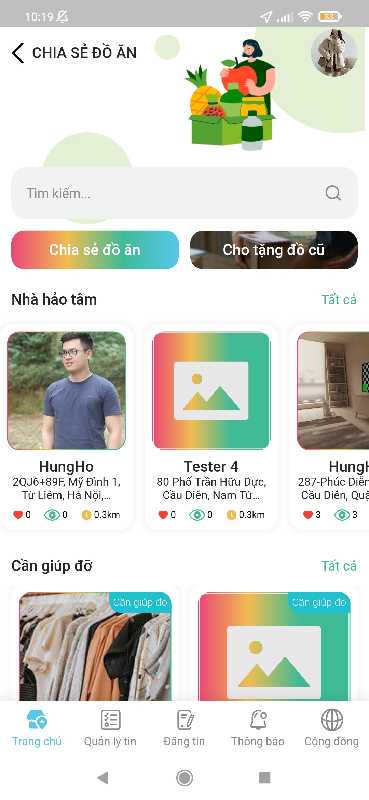 10:19
CHIA SẺ ĐỒ ĂN
Tìm kiếm...
Chia sẻ đồ ăn
Cho tặng đồ cũ
Nhà hảo tâm
Tất cả
HungHo
2QJ6+89F, Mỹ Đình 1,
Từ Liêm, Hà Nội,...
0 0 0.3km
Tester 4
80 Phố Trần Hữu Dực,
Cầu Diễn, Nam Từ...
0 0 0.3km
HungH
287-Phúc Diễn
Cầu Diễn, Quậ
3 3
Cần giúp đỡ
Tất cả
Cần giúp đỡ
Cần giúp đỡ
Trang chủ
Quản lý tin
Đăng tin
Thông báo
Cộng đồng